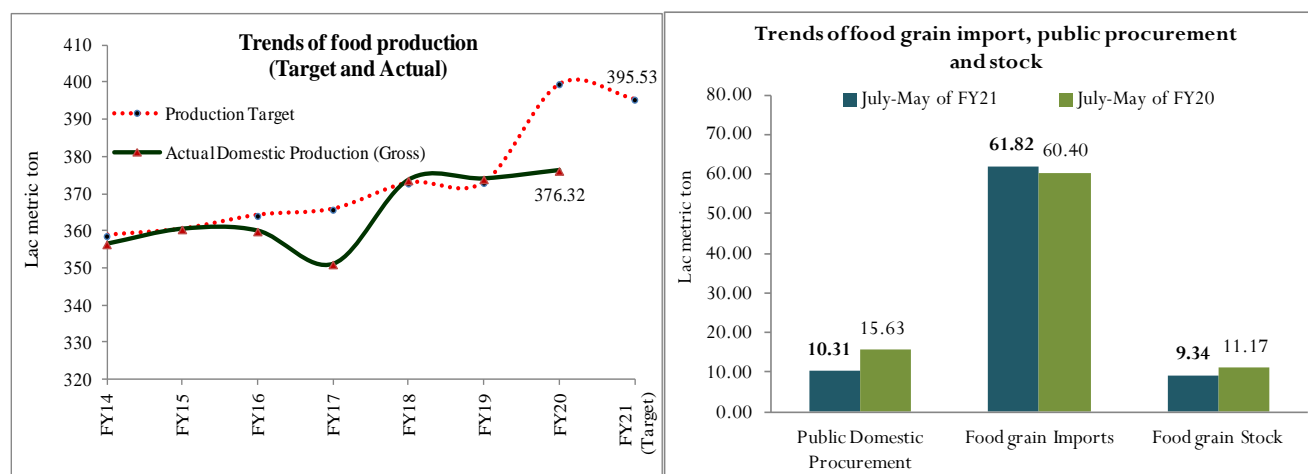 Trends of food production
(Target and Actual)
410
400
390
380
370
360
350
340
330
320
Lac metric ton
Production Target
Actual Domestic Production (Gross)
395.53
376.32
FY14
FY15
FY16
FY17
FY18
FY19
FY20
FY21
(Target)
Trends of food grain import, public procurement
and stock
July-May of FY21
July-May of FY20
80.00
70.00
60.00
50.00
40.00
30.00
20.00
10.00
0.00
Lac metric ton
10.31
15.63
61.82
60.40
9.34
11.17
Public Domestic
Procurement
Food grain Imports
Food grain Stock